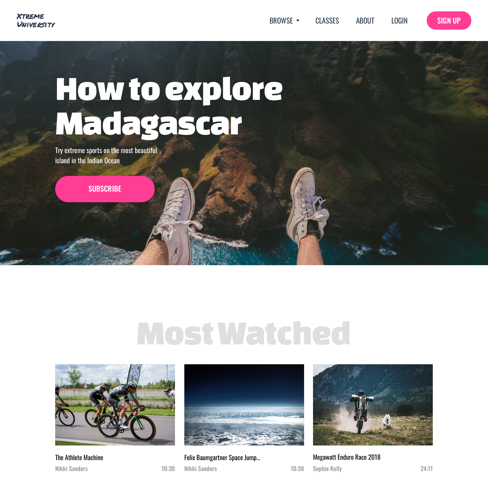 Xtreme
University
BROWSE
CLASSES
ABOUT
LOGIN
SIGN UP
How to explore
Madagascar
Try extreme sports on the most beautiful
island in the Indian Ocean
SUBSCRIBE
Most Watched
The Athlete Machine
Nikki Sanders 10:30
Felix Baumgartner Space Jump...
Nikki Sanders 10:30
Megawatt Enduro Race 2018
Sophie Kelly 24:11